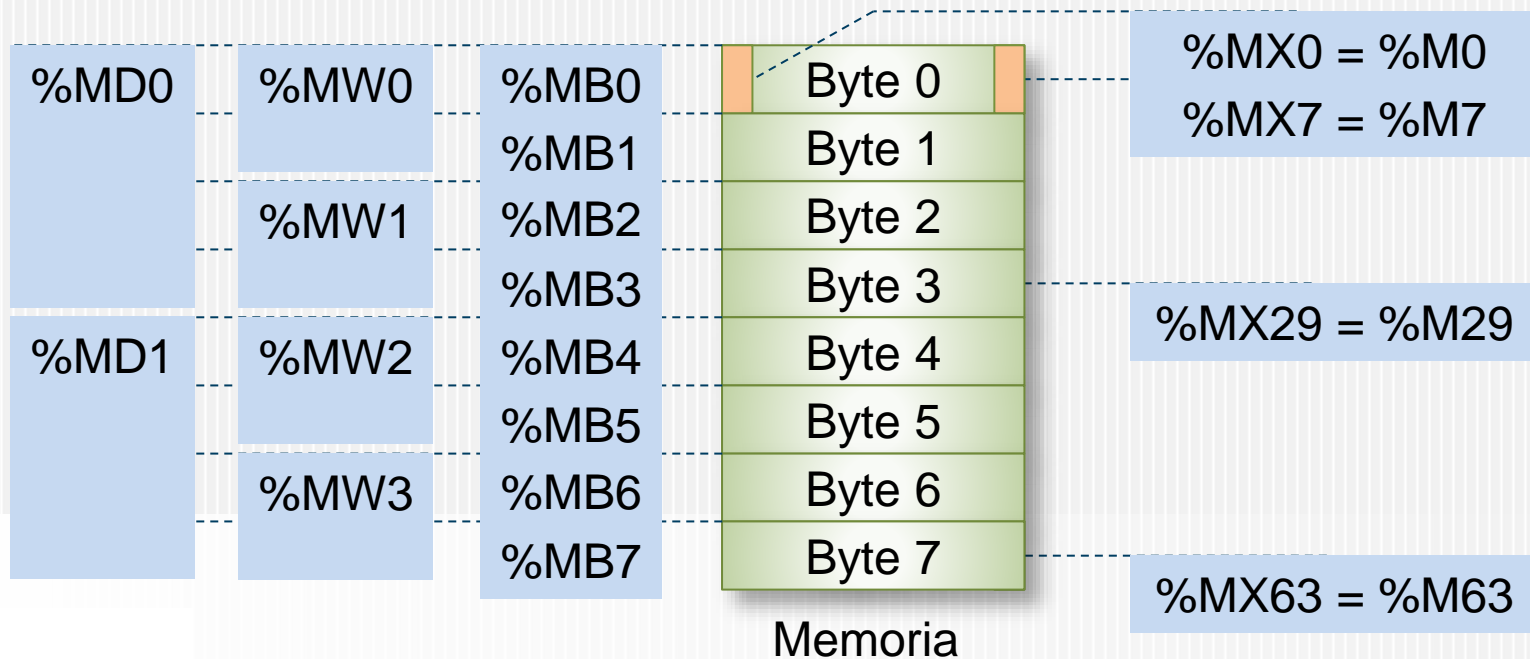 %MD0 %MW0 %MB0 Byte 0 %MX0 = %M0
%MX7 = %M7
%MB1 Byte 1
%MW1 %MB2 Byte 2
%MB3 Byte 3
%MX29 = %M29
%MD1 %MW2 %MB4 Byte 4
%MB5 Byte 5
%MW3 %MB6 Byte 6
%MB7 Byte 7
%MX63 = %M63
Memoria